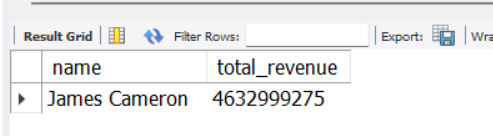 Result Grid Filter Rows: Export: Wra
name total_revenue
James Cameron 4632999275